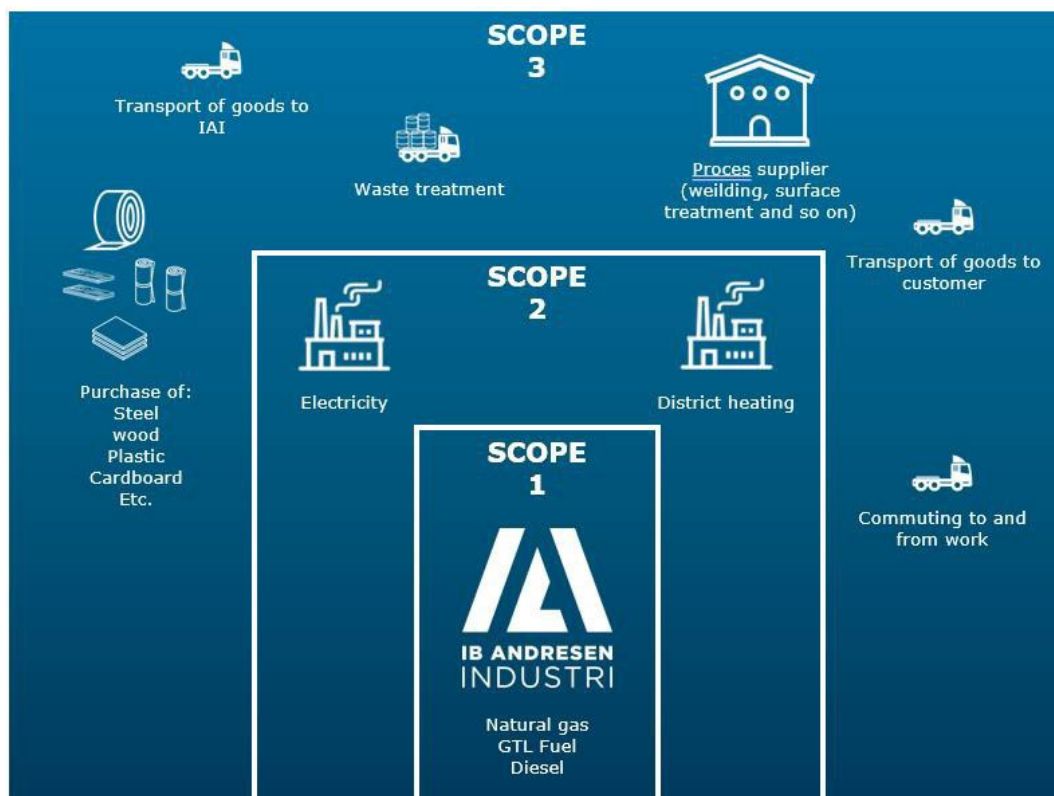 SCOPE
3
Transport of goods to
IAI
Waste treatment
Proces supplier
(weilding, surface
treatment and so on)
Transport of goods to
customer
Purchase of:
Steel
wood
Plastic
Cardboard
Etc.
Commuting to and
from work
SCOPE
2
Electricity
District heating
SCOPE
1
IB ANDRESEN
INDUSTRI
Natural gas
GTL Fuel
Diesel